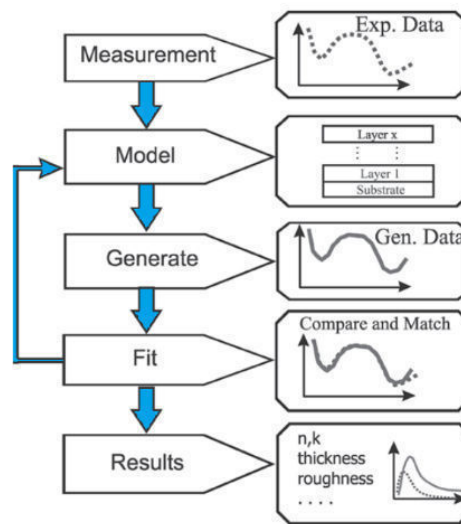 Measurement
Exp. Data
Model
Layer x
Layer 1
Substrate
Generate
Gen. Data
Fit
Compare and Match
Results
n,k
thickness
roughness
. . . .